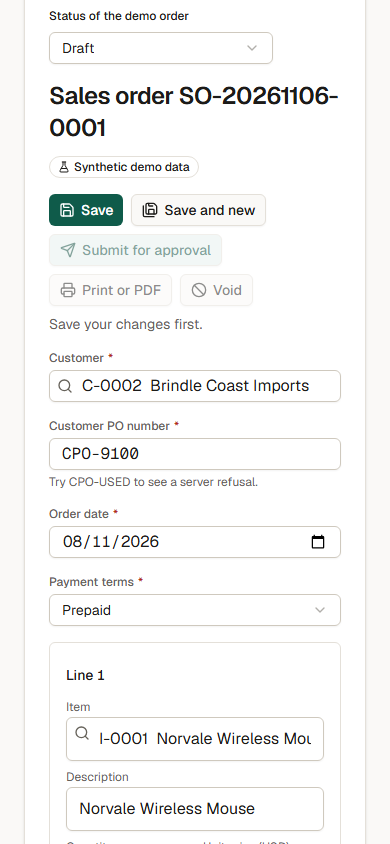 Status of the demo order
Draft
Sales order SO-20261106-
0001
Synthetic demo data
Save
Save and new
Submit for approval
Print or PDF
Void
Save your changes first.
Customer *
C-0002 Brindle Coast Imports
Customer PO number *
CPO-9100
Try CPO-USED to see a server refusal.
Order date *
08/11/2026
Payment terms *
Prepaid
Line 1
Item
I-0001 Norvale Wireless
Description
Norvale Wireless Mouse